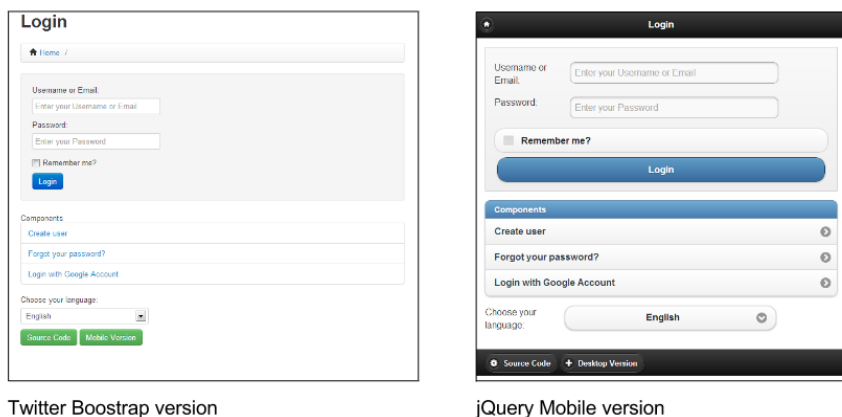 Login
Home /
Username or Email:
Enter your Username or Email
Password:
Enter your Password
Remember me?
Login
Components
Create user
Forgot your password?
Login with Google Account
Choose your language:
English
Source Code Mobile Version
Twitter Boostrap version
Login
Username or
Email:
Enter your Username or Email
Password:
Enter your Password
Remember me?
Login
Components
Create user
Forgot your password?
Login with Google Account
Choose your
language:
English
Source Code Desktop Version
jQuery Mobile version